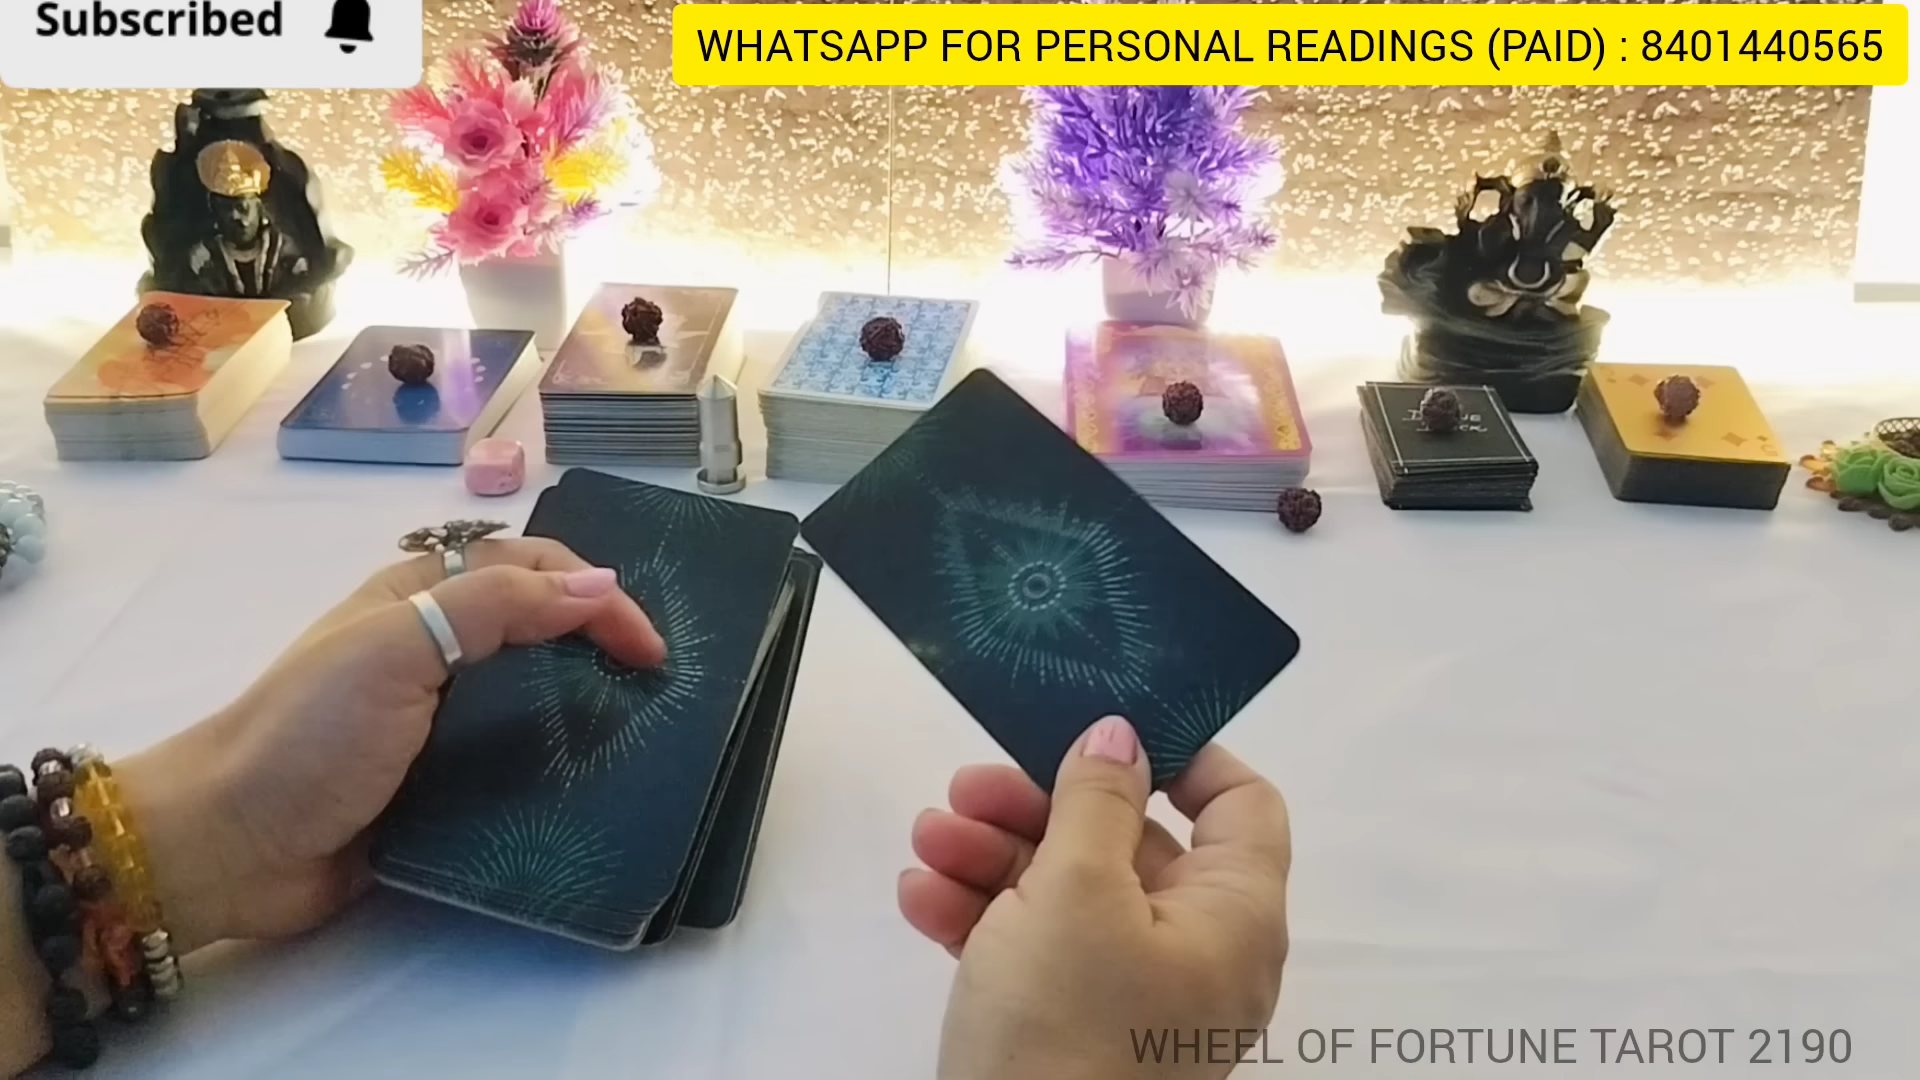 Subscribed
WHATSAPP FOR PERSONAL READINGS (PAID) : 8401440565
WHEEL OF FORTUNE TAROT 2190